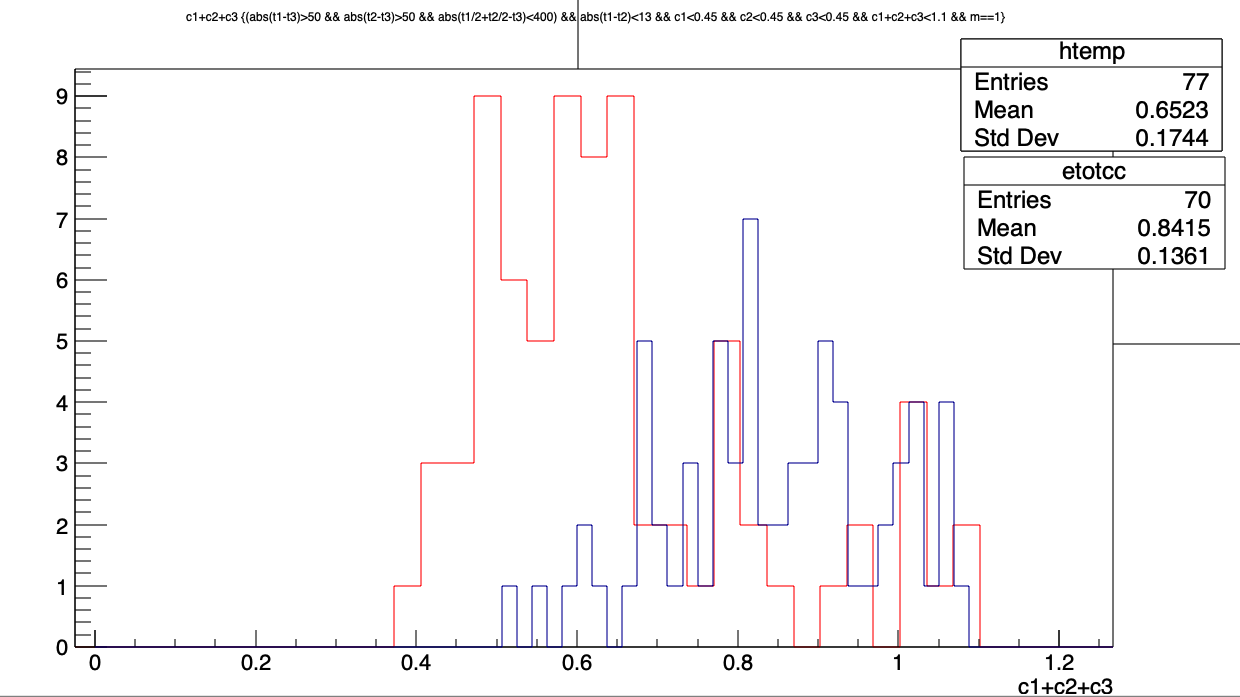 c1+c2+c3 {(abs(t1-t3)>50 && abs(t2-t3)>50 && abs(t1/2+t2/2-t3)<400) && abs(t1-t2)<13 && c1<0.45 && c2<0.45 && c3<0.45 && c1+c2+c3<1.1 && m==1}
htemp
Entries 77
Mean 0.6523
Std Dev 0.1744
etotcc
Entries 70
Mean 0.8415
Std Dev 0.1361
9
8
7
6
5
4
3
2
1
0
0 0.2 0.4 0.6 0.8 1 1.2
c1+c2+c3